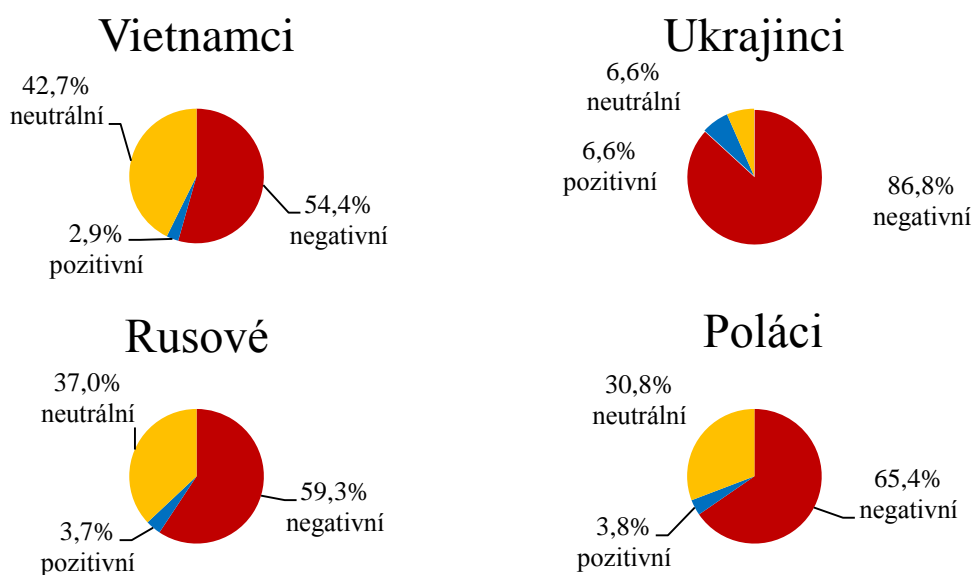 Vietnamci
42,7%
neutrální
54,4%
negativní
2,9%
pozitivní
Ukrajinci
6,6%
neutrální
6,6%
pozitivní
86,8%
negativní
Rusové
37,0%
neutrální
59,3%
negativní
3,7%
pozitivní
Poláci
30,8%
neutrální
65,4%
negativní
3,8%
pozitivní